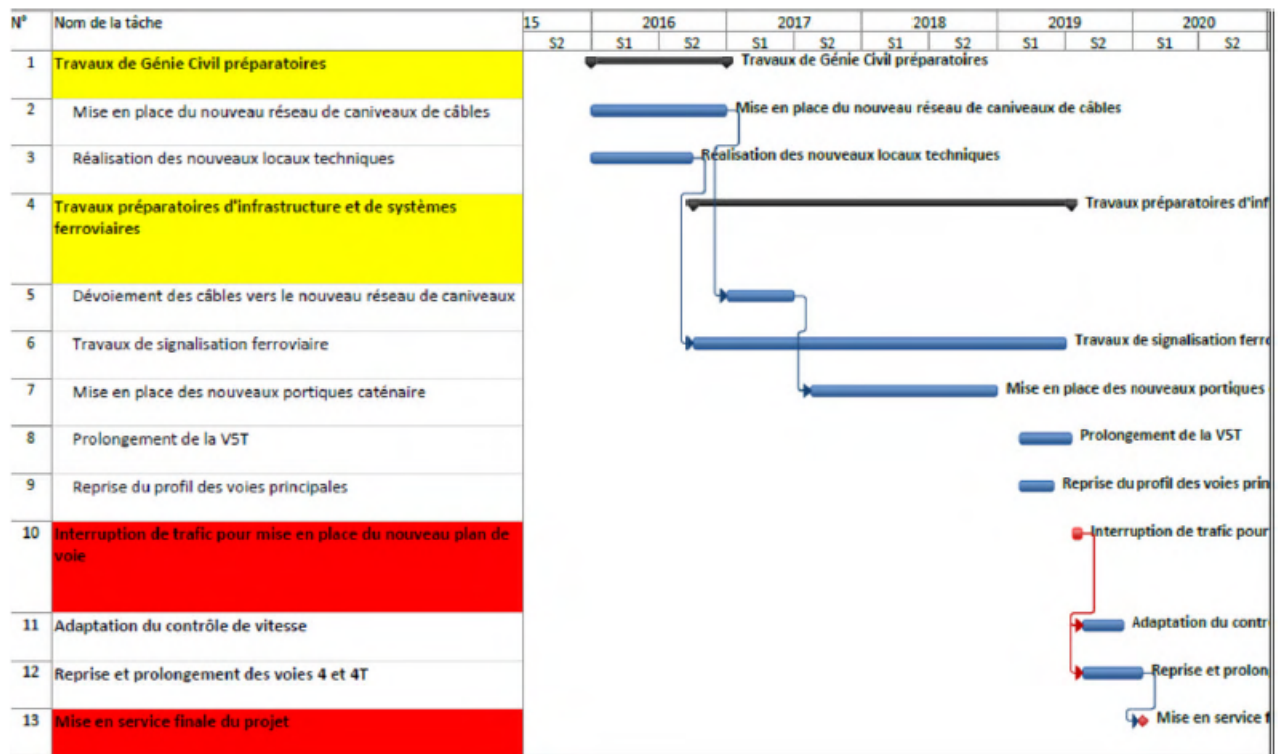 N° Nom de la tâche 15 2016 2017 2018 2019 2020
S2 S1 S2 S1 S2 S1 S2 S1 S2 S1 S2
1 Travaux de Génie Civil préparatoires Travaux de Génie Civil préparatoires
2 Mise en place du nouveau réseau de caniveaux de câbles Mise en place du nouveau réseau de caniveaux de câbles
3 Réalisation des nouveaux locaux techniques Réalisation des nouveaux locaux techniques
4 Travaux préparatoires d'infrastructure et de systèmes Travaux préparatoires d'inf
ferroviaires
5 Dévoiement des câbles vers le nouveau réseau de caniveaux
6 Travaux de signalisation ferroviaire Travaux de signalisation ferro
7 Mise en place des nouveaux portiques caténaire Mise en place des nouveaux portiques
8 Prolongement de la V5T Prolongement de la V5T
9 Reprise du profil des voies principales Reprise du profil des voies prin
10 Interruption de trafic pour mise en place du nouveau plan de Interruption de trafic pour
voie
11 Adaptation du contrôle de vitesse Adaptation du contr
12 Reprise et prolongement des voies 4 et 4T Reprise et prolon
13 Mise en service finale du projet Mise en service f